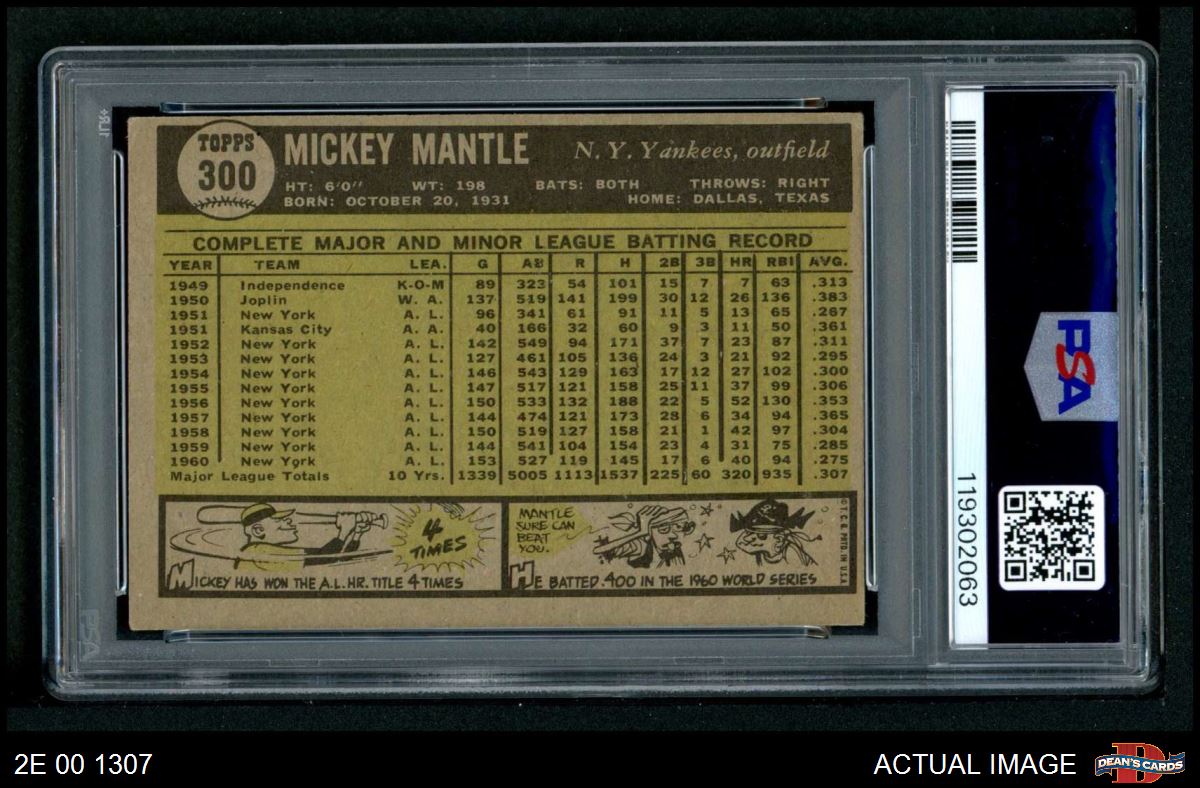 TOPPS
300
MICKEY MANTLE
N. Y. Yankees, outfield
HT: 6'0" WT: 198 BATS: BOTH THROWS: RIGHT
BORN: OCTOBER 20, 1931 HOME: DALLAS, TEXAS
COMPLETE MAJOR AND MINOR LEAGUE BATTING RECORD
YEAR TEAM LEA. G AB R H 2B 3B HR RBI AVG.
1949 Independence K-O-M 89 323 54 101 15 7 7 63 .313
1950 Joplin W. A. 137 519 141 199 30 12 26 136 .383
1951 New York A. L. 96 341 61 91 11 5 13 65 .267
1951 Kansas City A. A. 40 166 32 60 9 3 11 50 .361
1952 New York A. L. 142 549 94 171 37 7 23 87 .311
1953 New York A. L. 127 461 105 136 24 3 21 92 .295
1954 New York A. L. 146 543 129 163 17 12 27 102 .300
1955 New York A. L. 147 517 121 158 25 11 37 99 .306
1956 New York A. L. 150 533 132 188 22 5 52 130 .353
1957 New York A. L. 144 474 121 173 28 6 34 94 .365
1958 New York A. L. 150 519 127 158 21 1 42 97 .304
1959 New York A. L. 144 541 104 154 23 4 31 75 .285
1960 New York A. L. 153 527 119 145 17 6 40 94 .275
Major League Totals 10 Yrs. 1339 5005 1113 1537 225 60 320 935 .307
4
TIMES
MICKEY HAS WON THE A.L. HR. TITLE 4 TIMES
MANTLE
SURE CAN
BEAT
YOU.
HE BATTED .400 IN THE 1960 WORLD SERIES
© T.C.G. PRTD. IN U.S.A.
PSA
119302063
PSA
2E 00 1307
ACTUAL IMAGE
D
DEAN'S CARDS